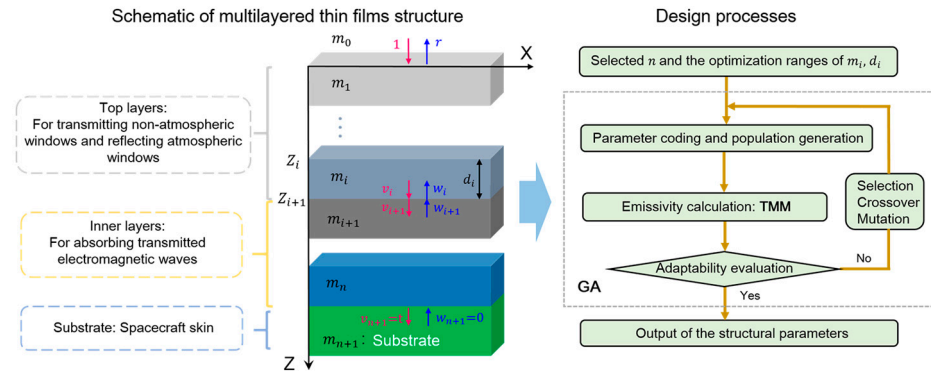 Schematic of multilayered thin films structure
Design processes
m₀
1
r
X
m₁
Top layers:
For transmitting non-atmospheric
windows and reflecting atmospheric
windows
Zᵢ
mᵢ
dᵢ
vᵢ
wᵢ
Zᵢ₊₁
vᵢ₊₁
wᵢ₊₁
mᵢ₊₁
Inner layers:
For absorbing transmitted
electromagnetic waves
mₙ
Substrate: Spacecraft skin
vₙ₊₁=t
wₙ₊₁=0
mₙ₊₁: Substrate
Z
Selected n and the optimization ranges of mᵢ, dᵢ
Parameter coding and population generation
Emissivity calculation: TMM
Selection
Crossover
Mutation
Adaptability evaluation
No
GA
Yes
Output of the structural parameters